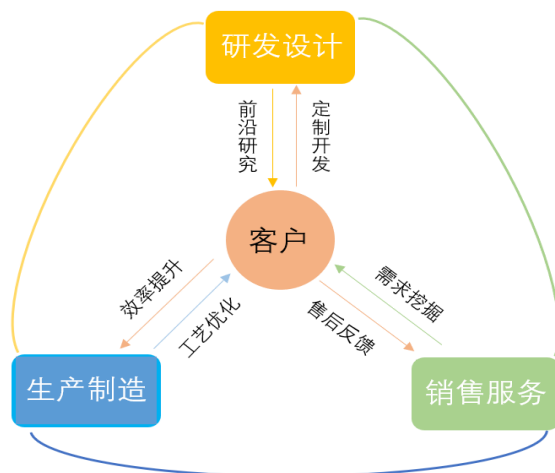 研发设计
前沿研究
定制开发
客户
效率提升
工艺优化
需求挖掘
售后反馈
生产制造
销售服务